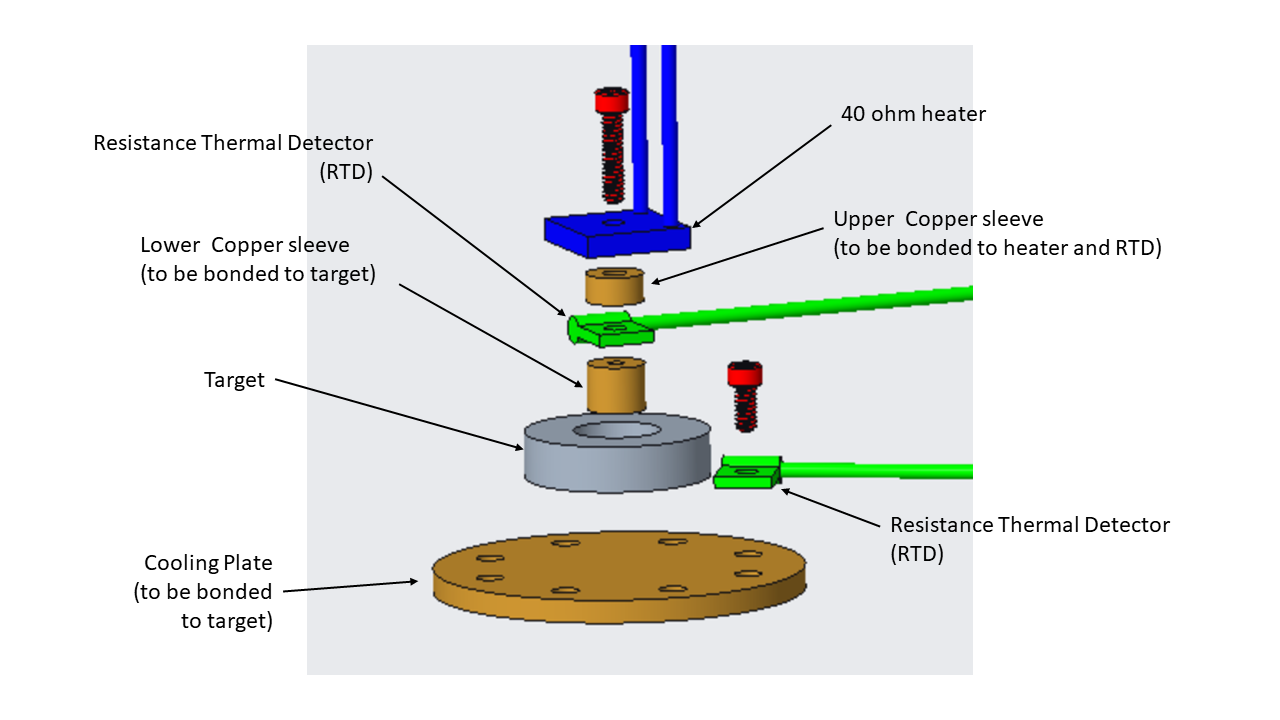 40 ohm heater
Resistance Thermal Detector
(RTD)
Upper  Copper sleeve
(to be bonded to heater and RTD)
Lower  Copper sleeve
(to be bonded to target)
Target
Resistance Thermal Detector
(RTD)
Cooling Plate
(to be bonded
to target)